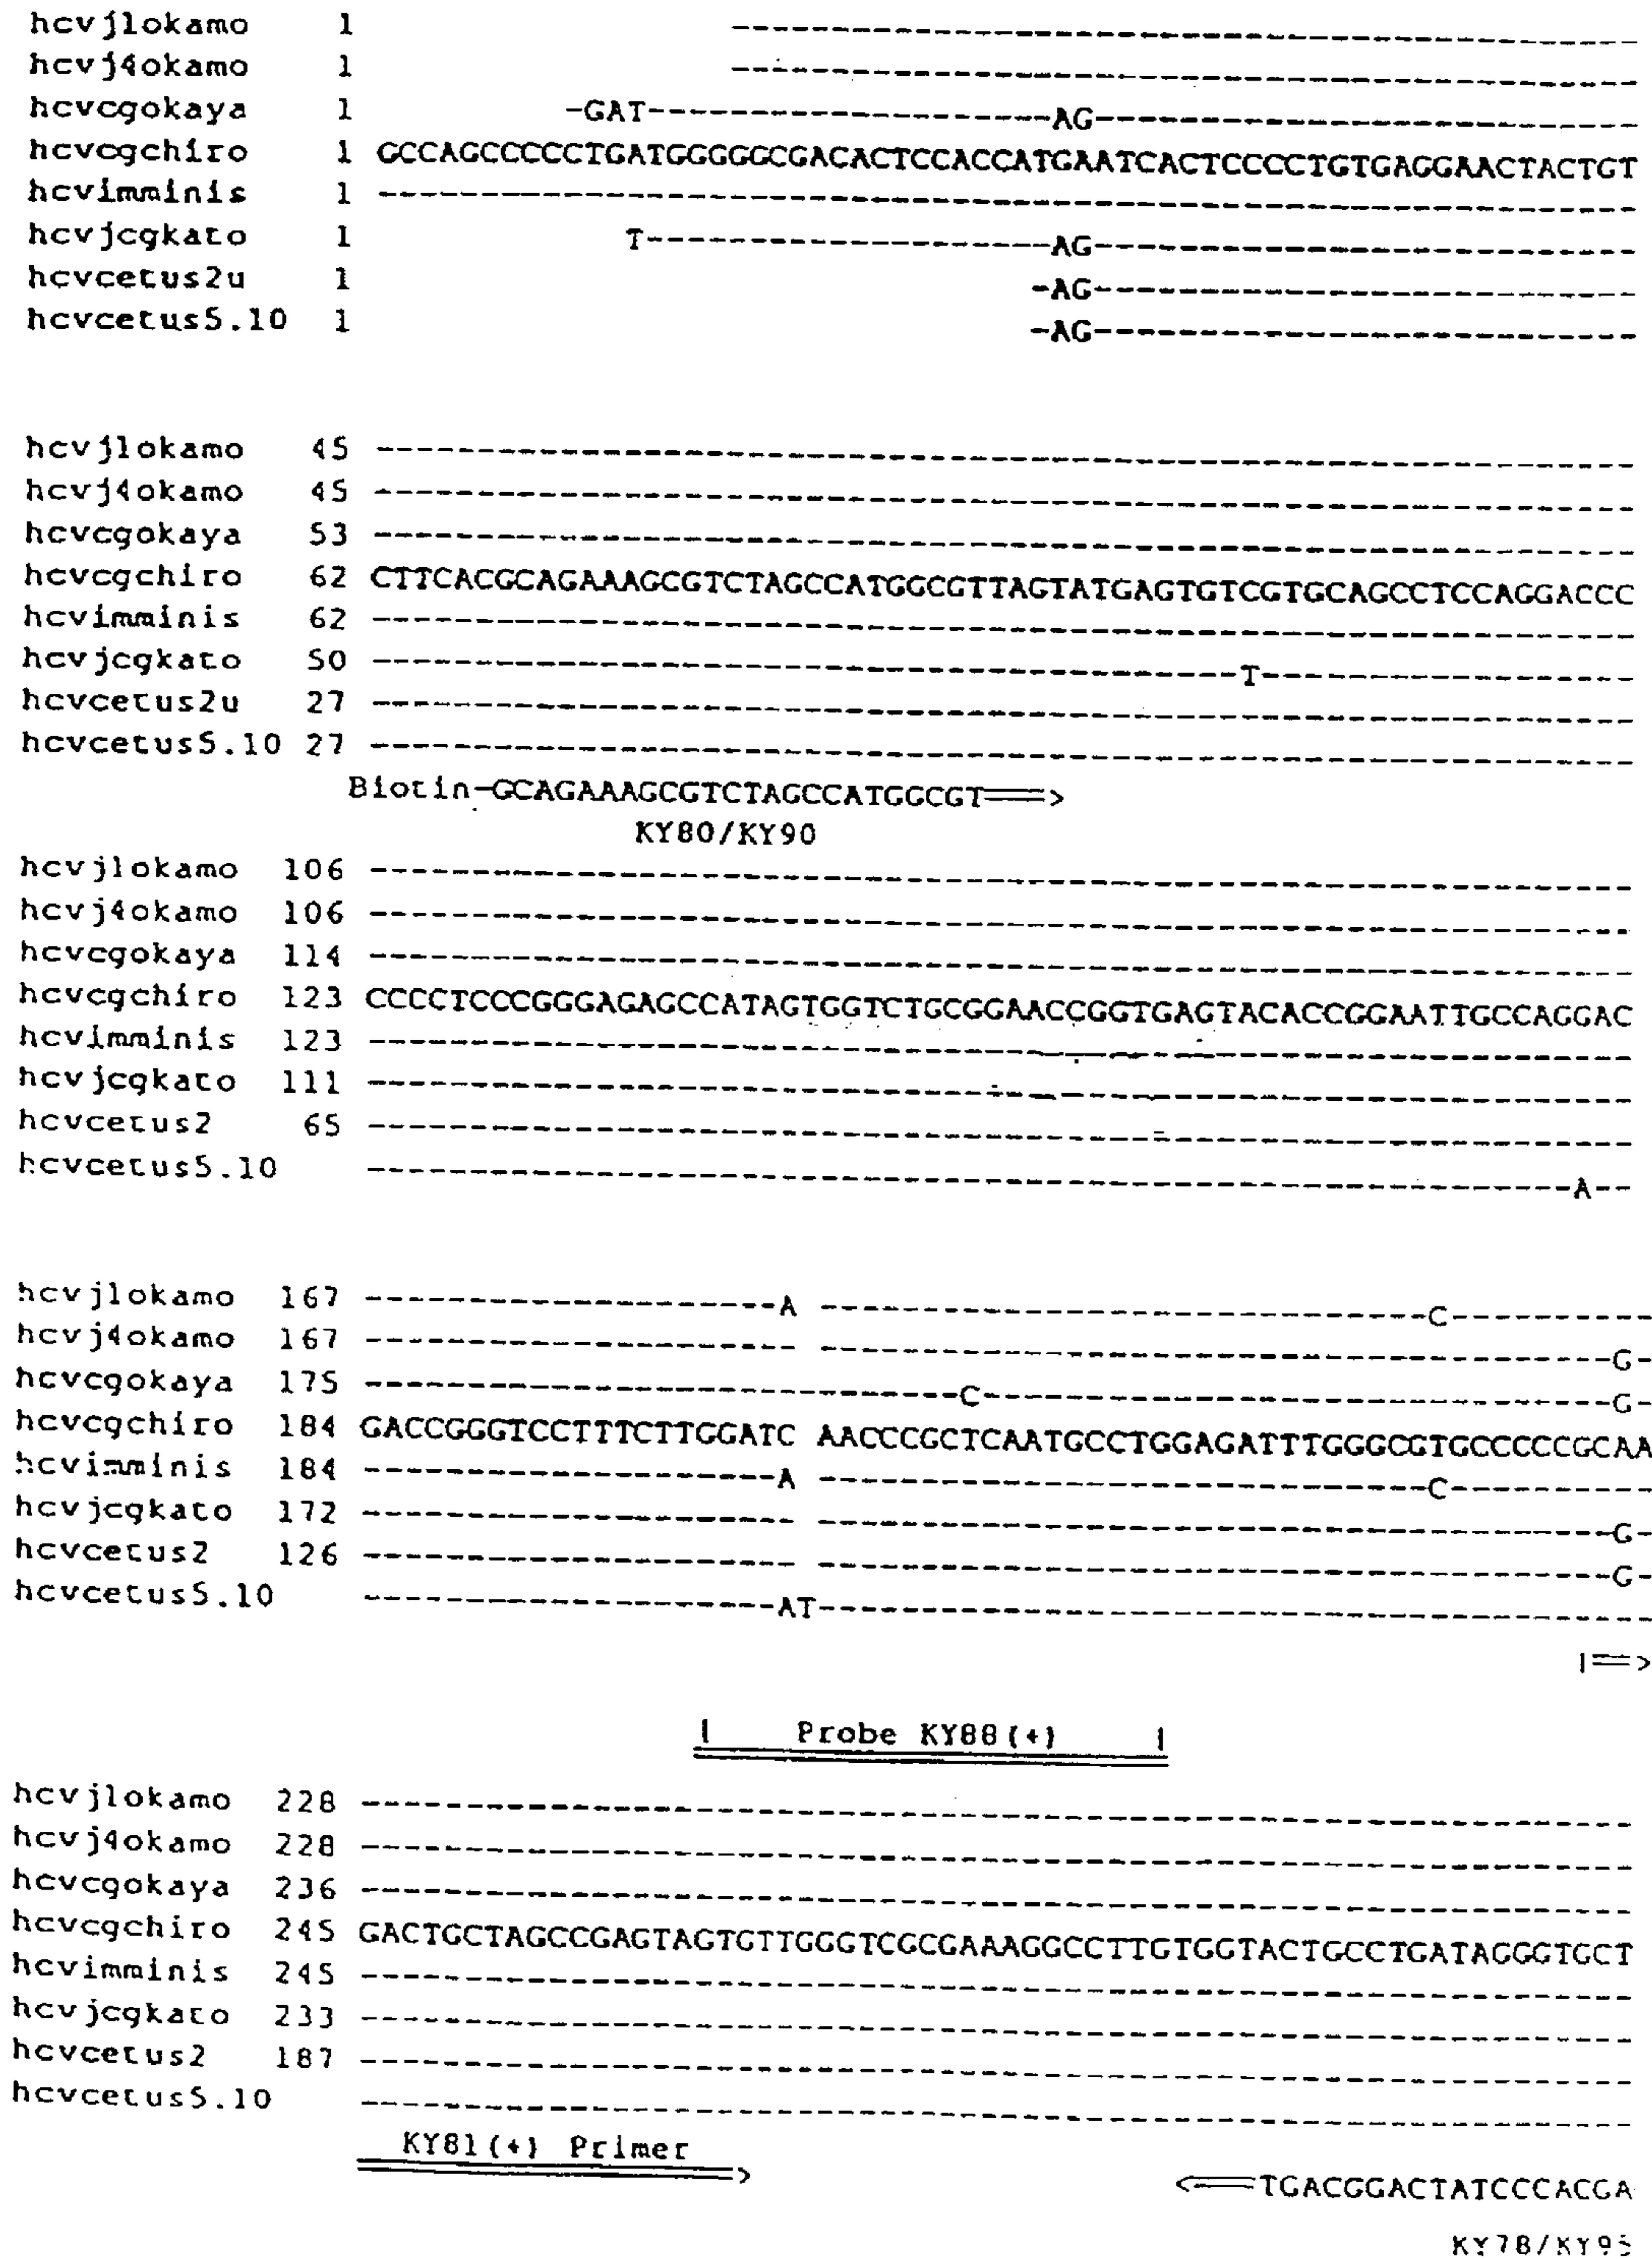 hcvjlokamo 1 --------------------------------------------
hcvj4okamo 1 --------------------------------------------
hcvcgokaya 1 -GAT-------------------AG---------------------------
hcvcgchiro 1 GCCAGCCCCCTGATGGGGGCGACACTCCACCATGAATCACTCCCCTGTGAGGAACTACTGT
hcvimminis 1 -------------------------------------------------------------
hcvjcgkato 1 T-------------------AG---------------------------
hcvcetus2u 1 -AG---------------------------
hcvcetus5.10 1 -AG---------------------------
hcvjlokamo 45 -------------------------------------------------------------
hcvj4okamo 45 -------------------------------------------------------------
hcvcgokaya 53 -------------------------------------------------------------
hcvcgchiro 62 CTTCACGCAGAAAGCGTCTAGCCATGGCGTTAGTATGAGTGTCGTGCAGCCTCCAGGACCC
hcvimminis 62 -------------------------------------------------------------
hcvjcgkato 50 ------------------------------------------T------------------
hcvcetus2u 27 -------------------------------------------------------------
hcvcetus5.10 27 -------------------------------------------------------------
Biotin-GCAGAAAGCGTCTAGCCATGGCGT==>
KY80/KY90
hcvjlokamo 106 -------------------------------------------------------------
hcvj4okamo 106 -------------------------------------------------------------
hcvcgokaya 114 -------------------------------------------------------------
hcvcgchiro 123 CCCCTCCCGGGAGAGCCATAGTGGTCTGCGGAACCGGTGAGTACACCGGAATTGCCAGGAC
hcvimminis 123 -------------------------------------------------------------
hcvjcgkato 111 -------------------------------------------------------------
hcvcetus2 65 -------------------------------------------------------------
hcvcetus5.10 ----------------------------------------------------------A--
hcvjlokamo 167 --------------------A -----------------------------C----------
hcvj4okamo 167 --------------------- --------------------------------------G-
hcvcgokaya 175 -----------------------------C------------------------------G-
hcvcgchiro 184 GACCGGGTCCTTTCTTGGATC AACCCGCTCAATGCCTGGAGATTTGGGCGTGCCCCCGCAA
hcvimminis 184 --------------------A -----------------------------C----------
hcvjcgkato 172 --------------------- --------------------------------------G-
hcvcetus2 126 --------------------- --------------------------------------G-
hcvcetus5.10 --------------------AT----------------------------------------
|==>
| Probe KY88(+) |
hcvjlokamo 228 -------------------------------------------------------------
hcvj4okamo 228 -------------------------------------------------------------
hcvcgokaya 236 -------------------------------------------------------------
hcvcgchiro 245 GACTGCTAGCCGAGTAGTGTTGGGTCGCGAAAGGCCTTGTGGTACTGCCTGATAGGGTGCT
hcvimminis 245 -------------------------------------------------------------
hcvjcgkato 233 -------------------------------------------------------------
hcvcetus2 187 -------------------------------------------------------------
hcvcetus5.10 -------------------------------------------------------------
KY81(+) Primer
<==TGACGGACTATCCCACGA
KY78/KY95